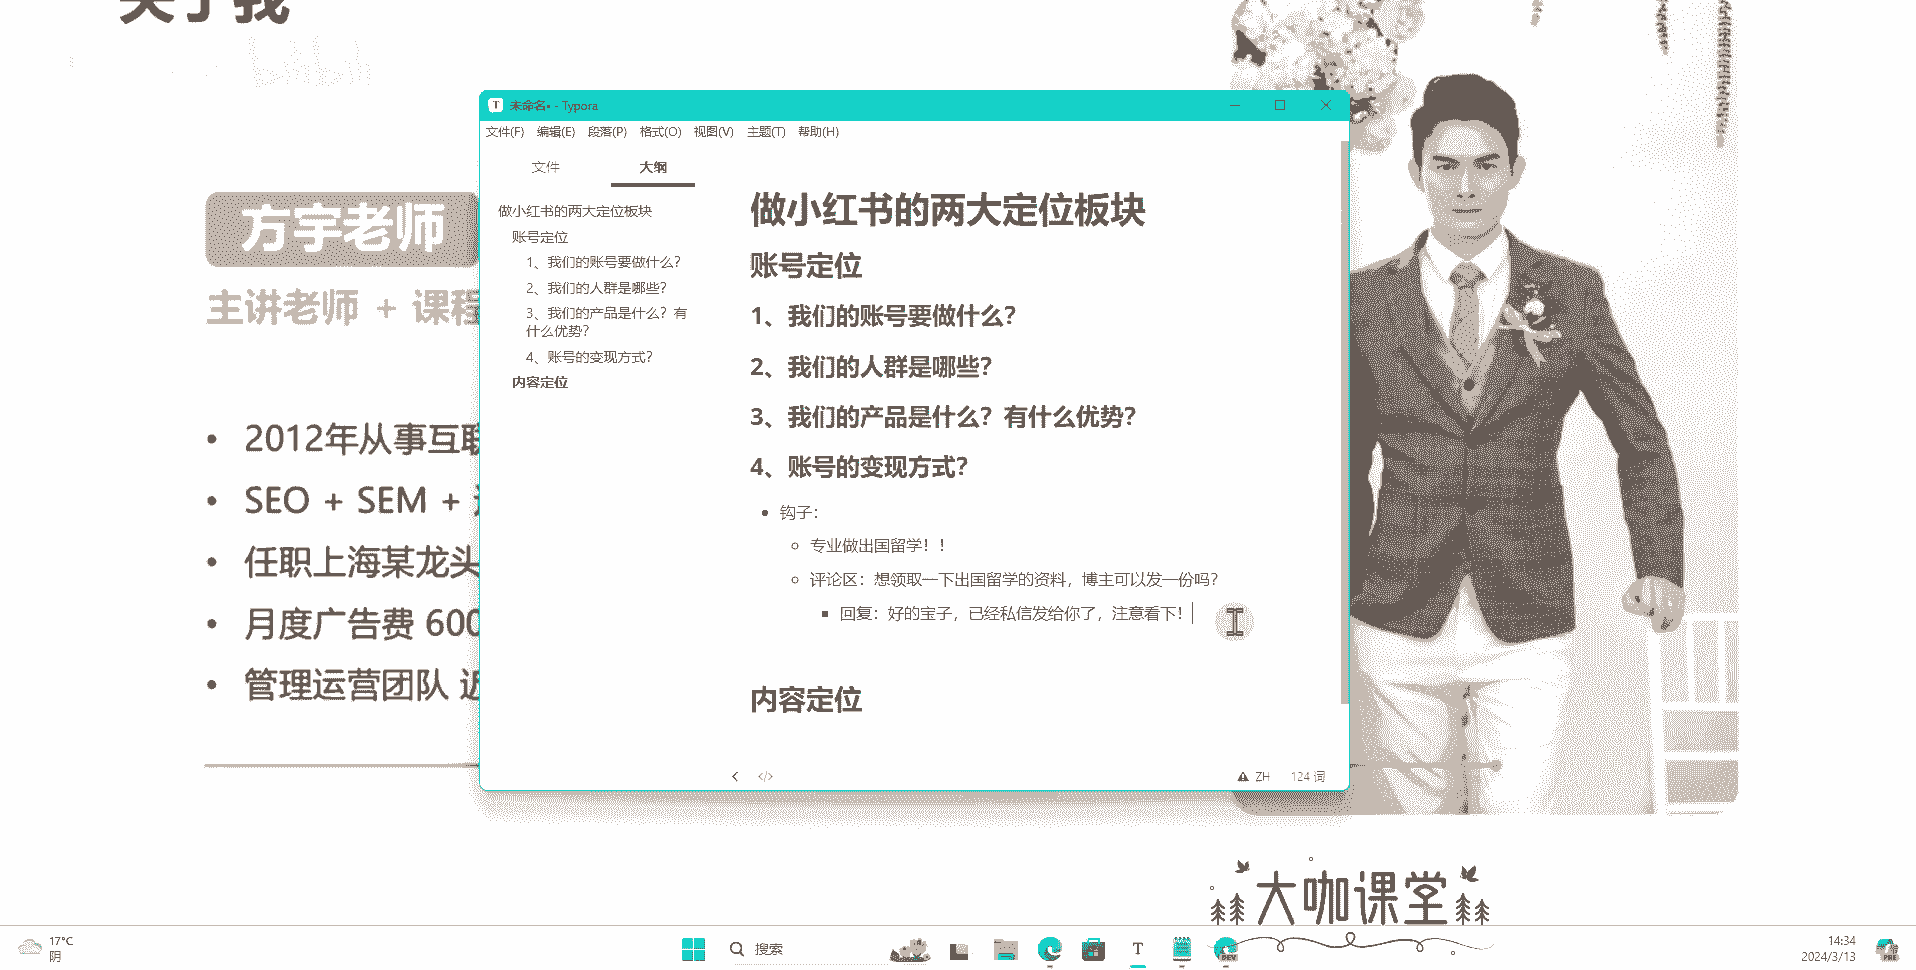 关于我
bilibili
未命名• - Typora
文件(F) 编辑(E) 段落(P) 格式(O) 视图(V) 主题(T) 帮助(H)
文件 大纲
做小红书的两大定位板块
账号定位
1、我们的账号要做什么?
2、我们的人群是哪些?
3、我们的产品是什么?有
什么优势?
4、账号的变现方式?
内容定位
做小红书的两大定位板块
账号定位
1、我们的账号要做什么?
2、我们的人群是哪些?
3、我们的产品是什么?有什么优势?
4、账号的变现方式?
钩子:
专业做出国留学!!
评论区:想领取一下出国留学的资料,博主可以发一份吗?
回复:好的宝子,已经私信发给你了,注意看下!
内容定位
ZH 124 词
方宇老师
主讲老师 + 课程
2012年从事互联
SEO + SEM +
任职上海某龙头
月度广告费 600
管理运营团队 近
大咖课堂
17°C
阴
搜索
DEV
14:34
2024/3/13
PRE